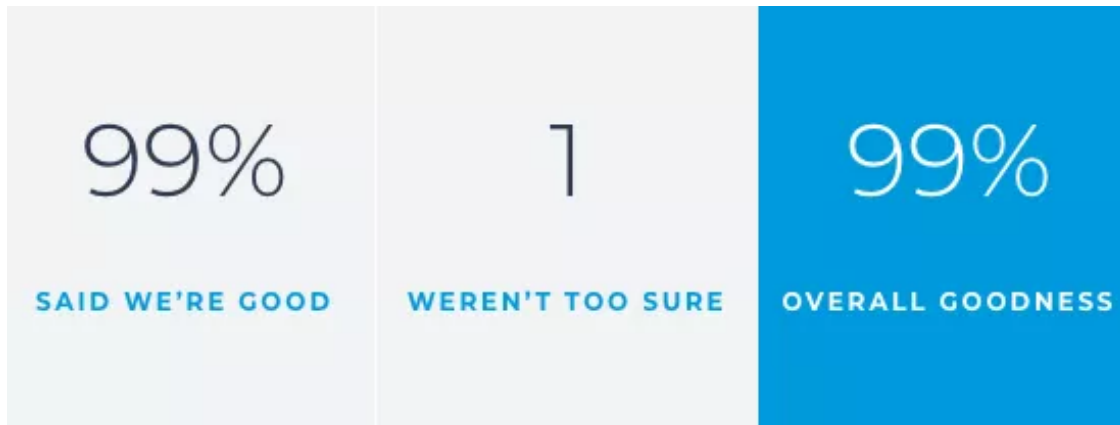 99%
SAID WE'RE GOOD
1
WEREN'T TOO SURE
99%
OVERALL GOODNESS